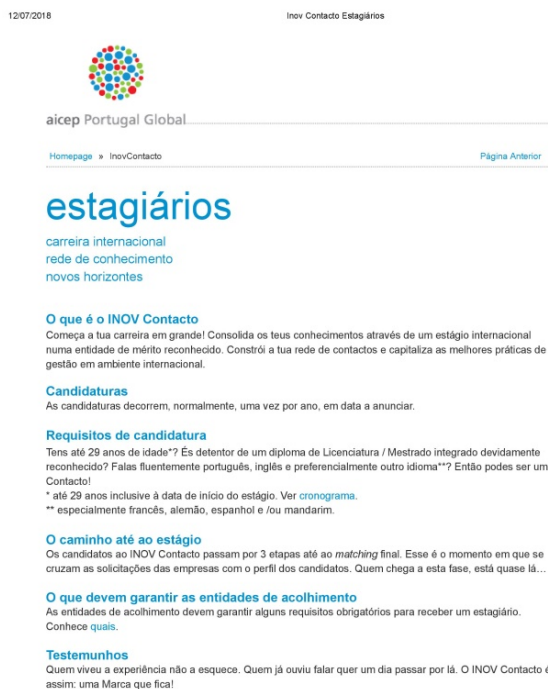 12/07/2018 Inov Contacto Estagiários
aicep Portugal Global
Homepage » InovContacto Página Anterior
estagiários
carreira internacional
rede de conhecimento
novos horizontes
O que é o INOV Contacto
Começa a tua carreira em grande! Consolida os teus conhecimentos através de um estágio internacional
numa entidade de mérito reconhecido. Constrói a tua rede de contactos e capitaliza as melhores práticas de
gestão em ambiente internacional.
Candidaturas
As candidaturas decorrem, normalmente, uma vez por ano, em data a anunciar.
Requisitos de candidatura
Tens até 29 anos de idade*? És detentor de um diploma de Licenciatura / Mestrado integrado devidamente
reconhecido? Falas fluentemente português, inglês e preferencialmente outro idioma**? Então podes ser um
Contacto!
* até 29 anos inclusive à data de início do estágio. Ver cronograma.
** especialmente francês, alemão, espanhol e /ou mandarim.
O caminho até ao estágio
Os candidatos ao INOV Contacto passam por 3 etapas até ao matching final. Esse é o momento em que se
cruzam as solicitações das empresas com o perfil dos candidatos. Quem chega a esta fase, está quase lá…
O que devem garantir as entidades de acolhimento
As entidades de acolhimento devem garantir alguns requisitos obrigatórios para receber um estagiário.
Conhece quais.
Testemunhos
Quem viveu a experiência não a esquece. Quem já ouviu falar quer um dia passar por lá. O INOV Contacto é
assim: uma Marca que fica!